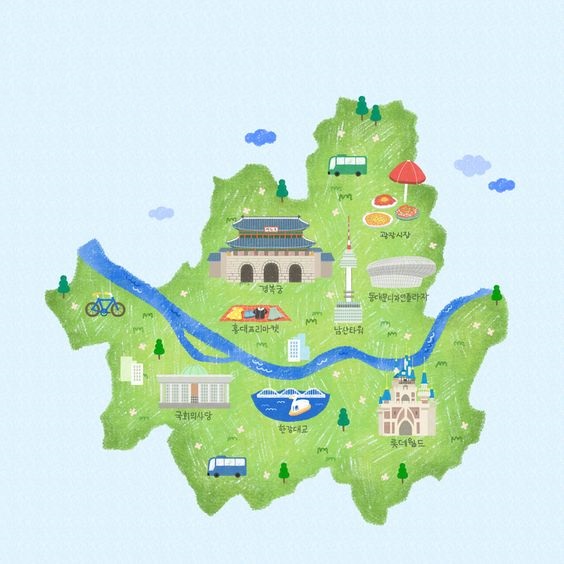 광장시장
경복궁
동대문디자인플라자
홍대프리마켓
남산타워
국회의사당
한강대교
롯데월드